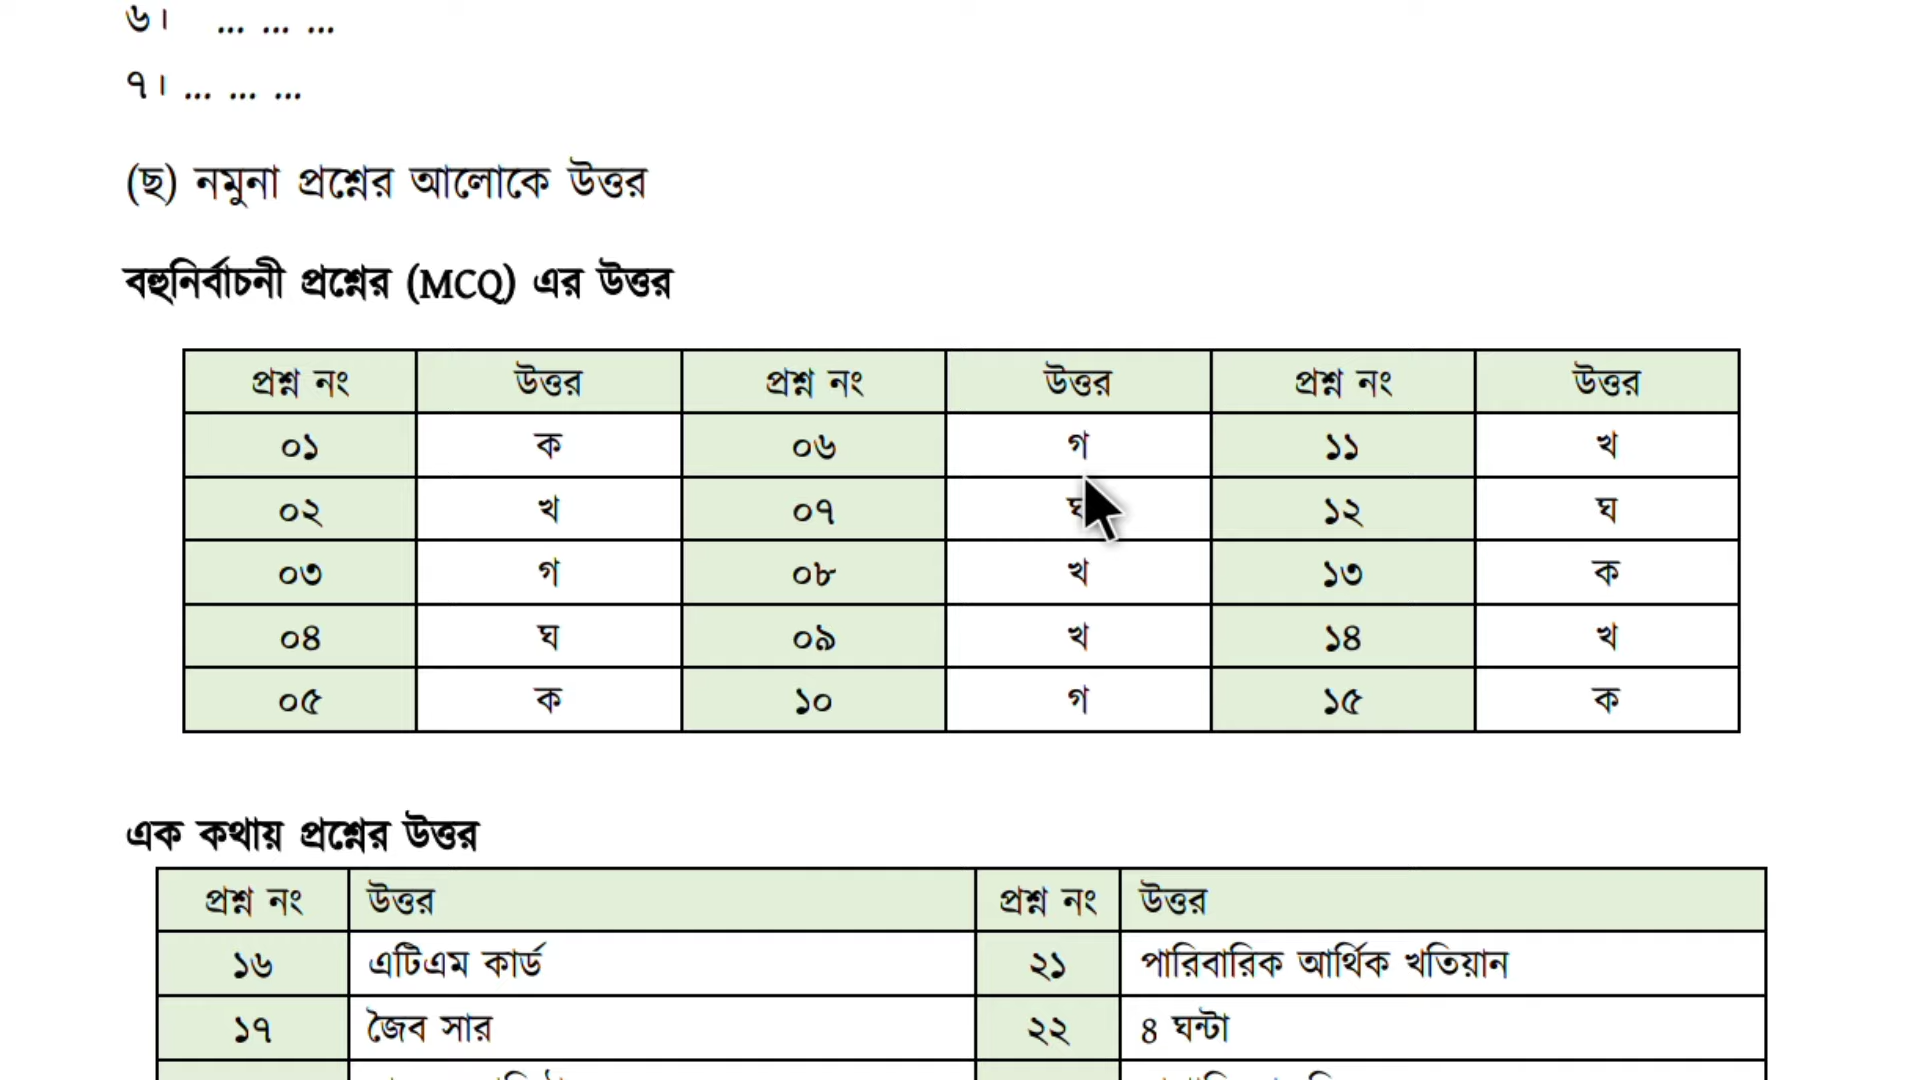 ৬। ... ... ...
৭। ... ... ...
(ছ) নমুনা প্রশ্নের আলোকে উত্তর
বহুনির্বাচনী প্রশ্নের (MCQ) এর উত্তর
প্রশ্ন নং উত্তর প্রশ্ন নং উত্তর প্রশ্ন নং উত্তর
০১ ক ০৬ গ ১১ খ
০২ খ ০৭ ঘ ১২ ঘ
০৩ গ ০৮ খ ১৩ ক
০৪ ঘ ০৯ খ ১৪ খ
০৫ ক ১০ গ ১৫ ক
এক কথায় প্রশ্নের উত্তর
প্রশ্ন নং উত্তর প্রশ্ন নং উত্তর
১৬ এটিএম কার্ড ২১ পারিবারিক আর্থিক খতিয়ান
১৭ জৈব সার ২২ 8 ঘন্টা